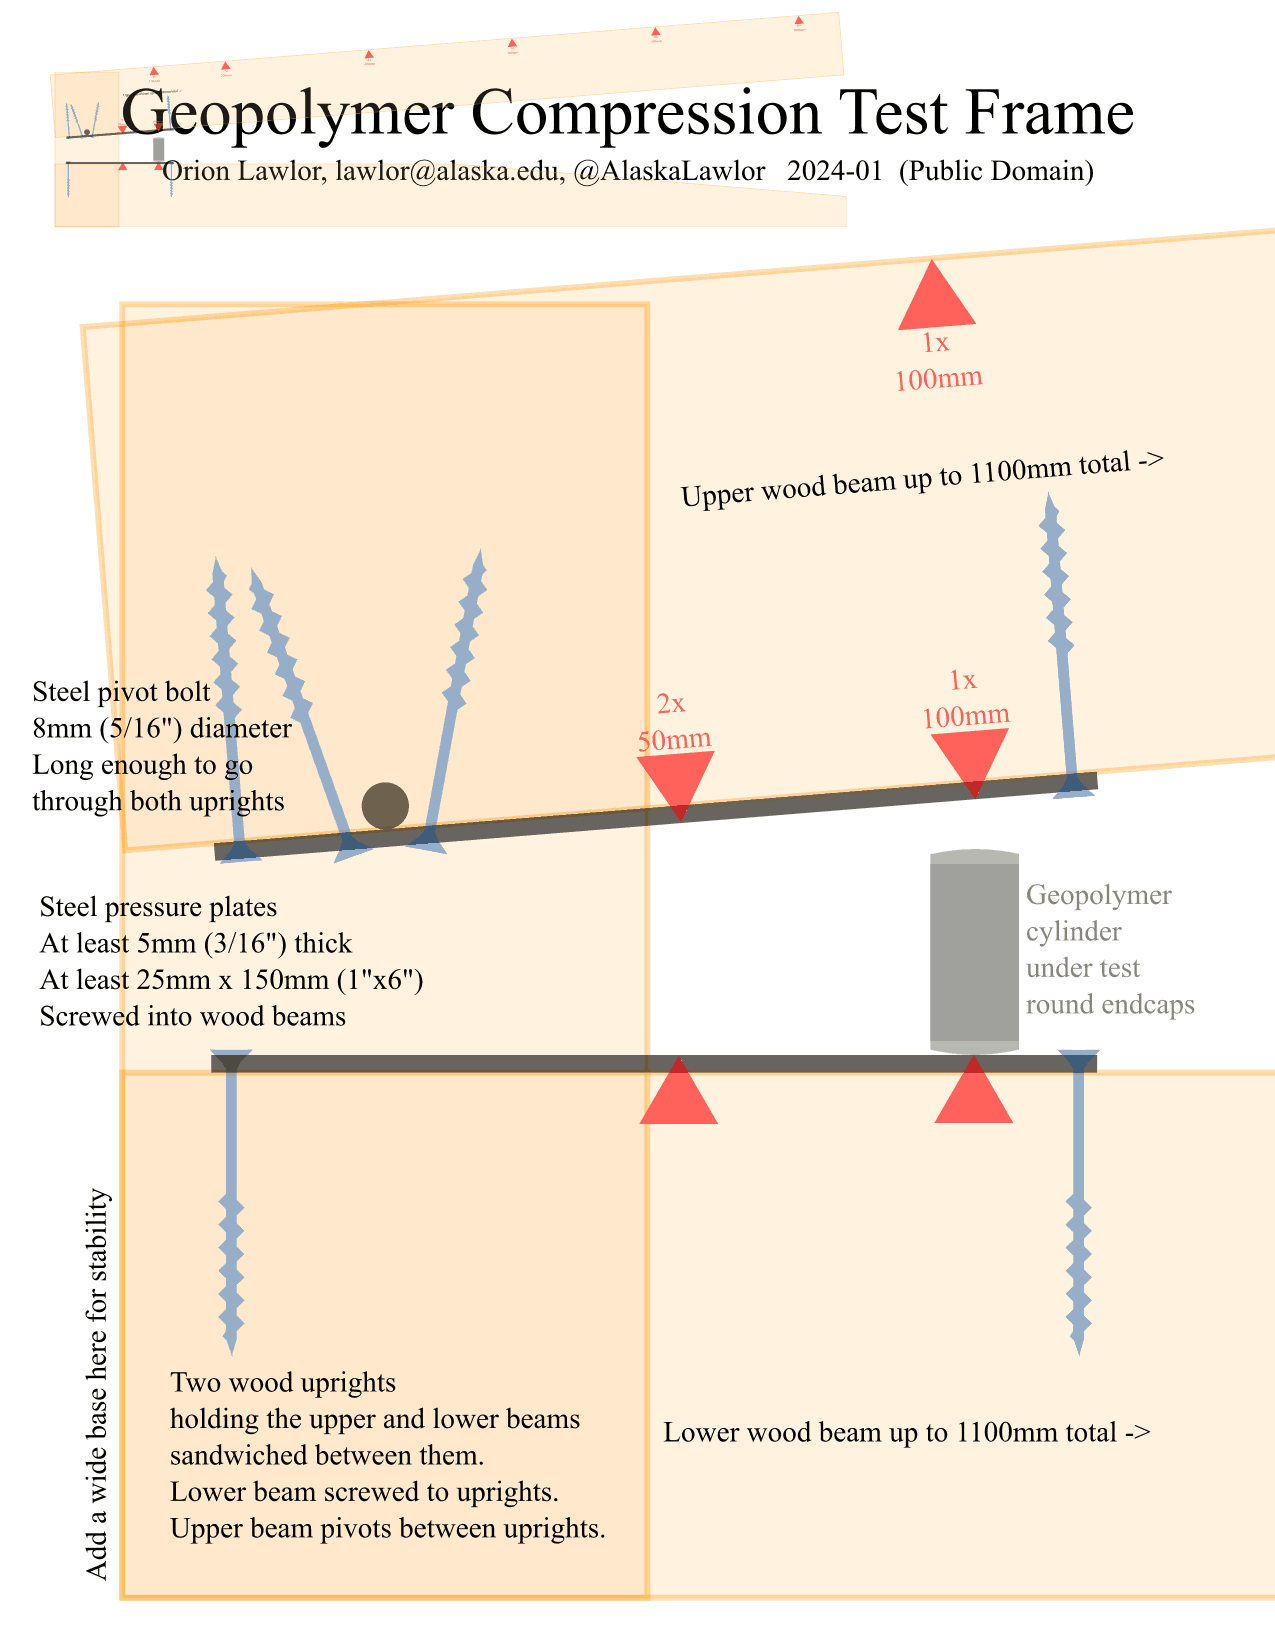 Geopolymer Compression Test Frame
Orion Lawlor, lawlor@alaska.edu, @AlaskaLawlor   2024-01  (Public Domain)
1x
100mm
Upper wood beam up to 1100mm total ->
Steel pivot bolt
8mm (5/16") diameter
Long enough to go
through both uprights
2x
50mm
1x
100mm
Steel pressure plates
At least 5mm (3/16") thick
At least 25mm x 150mm (1"x6")
Screwed into wood beams
Geopolymer
cylinder
under test
round endcaps
Add a wide base here for stability
Two wood uprights
holding the upper and lower beams
sandwiched between them.
Lower beam screwed to uprights.
Upper beam pivots between uprights.
Lower wood beam up to 1100mm total ->